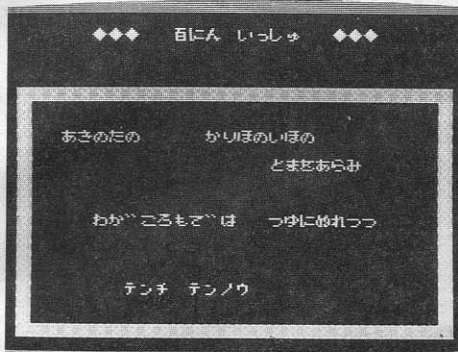 ◆◆◆ 百にん いっしゅ ◆◆◆
あきのたの かりほのいほの
とまをあらみ
わか゛ころもて゛は つゆにぬれつつ
テンチ テンノウ